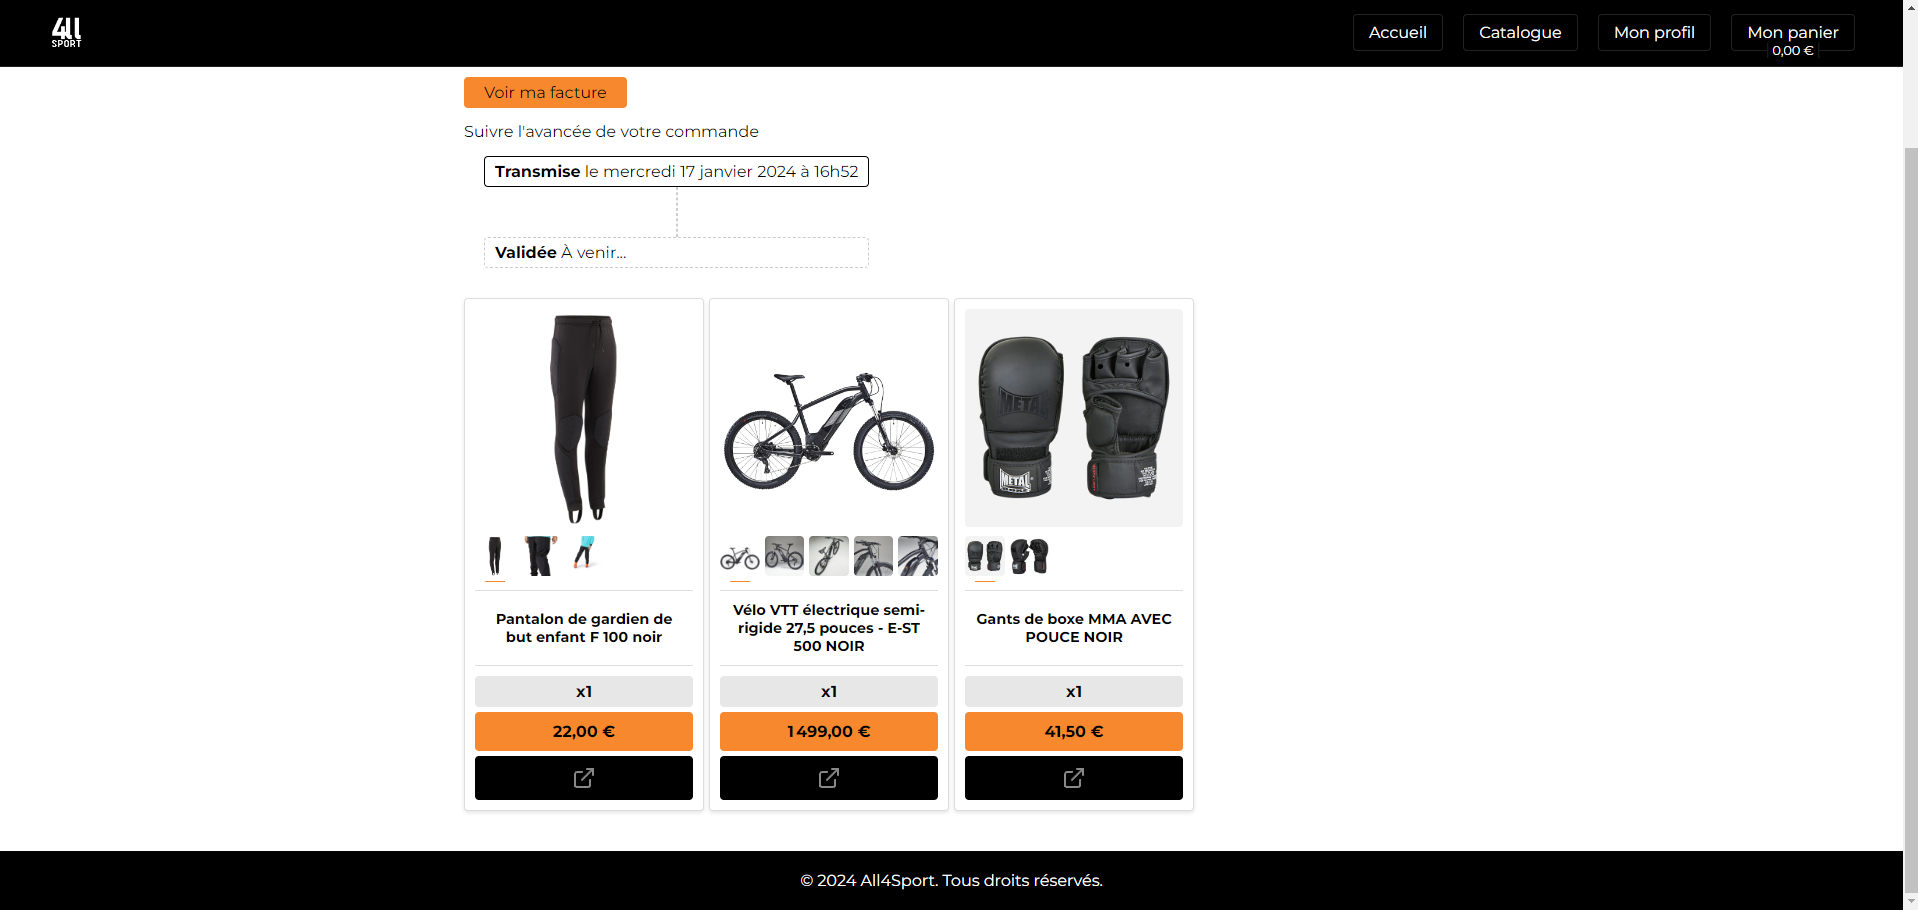 4ll
SPORT
Accueil
Catalogue
Mon profil
Mon panier
0,00 €
Voir ma facture
Suivre l'avancée de votre commande
Transmise le mercredi 17 janvier 2024 à 16h52
Validée À venir...
METAL
METAL
Pantalon de gardien de
but enfant F 100 noir
x1
22,00 €
Vélo VTT électrique semi-
rigide 27,5 pouces - E-ST
500 NOIR
x1
1 499,00 €
Gants de boxe MMA AVEC
POUCE NOIR
x1
41,50 €
© 2024 All4Sport. Tous droits réservés.